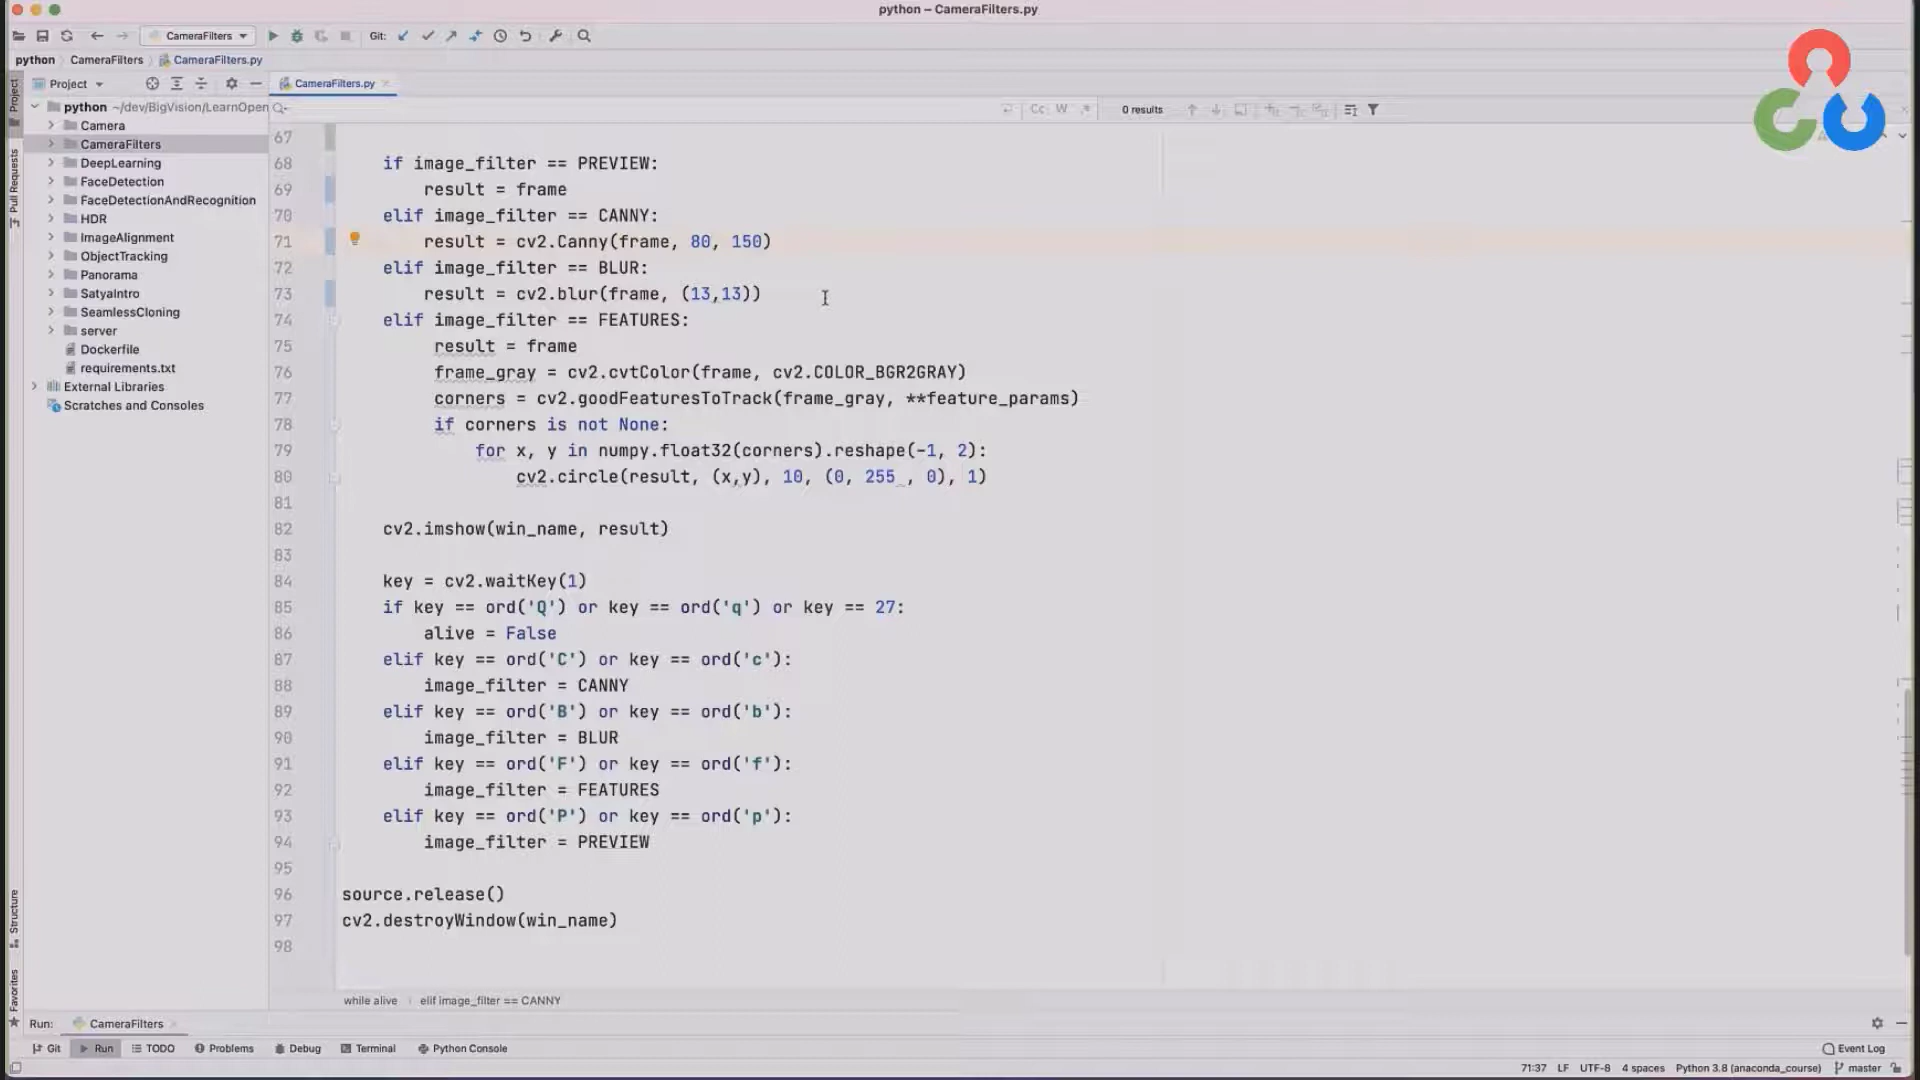 python – CameraFilters.py
CameraFilters
Git:
python CameraFilters CameraFilters.py
Project
CameraFilters.py
python ~/dev/BigVision/LearnOpen
Cc W 0 results
Camera
CameraFilters
DeepLearning
FaceDetection
FaceDetectionAndRecognition
HDR
ImageAlignment
ObjectTracking
Panorama
SatyaIntro
SeamlessCloning
server
Dockerfile
requirements.txt
External Libraries
Scratches and Consoles
Project
Pull Requests
Structure
Favorites
67
68 if image_filter == PREVIEW:
69 result = frame
70 elif image_filter == CANNY:
71 result = cv2.Canny(frame, 80, 150)
72 elif image_filter == BLUR:
73 result = cv2.blur(frame, (13,13))
74 elif image_filter == FEATURES:
75 result = frame
76 frame_gray = cv2.cvtColor(frame, cv2.COLOR_BGR2GRAY)
77 corners = cv2.goodFeaturesToTrack(frame_gray, **feature_params)
78 if corners is not None:
79 for x, y in numpy.float32(corners).reshape(-1, 2):
80 cv2.circle(result, (x,y), 10, (0, 255 , 0), 1)
81
82 cv2.imshow(win_name, result)
83
84 key = cv2.waitKey(1)
85 if key == ord('Q') or key == ord('q') or key == 27:
86 alive = False
87 elif key == ord('C') or key == ord('c'):
88 image_filter = CANNY
89 elif key == ord('B') or key == ord('b'):
90 image_filter = BLUR
91 elif key == ord('F') or key == ord('f'):
92 image_filter = FEATURES
93 elif key == ord('P') or key == ord('p'):
94 image_filter = PREVIEW
95
96 source.release()
97 cv2.destroyWindow(win_name)
98
while alive elif image_filter == CANNY
Run: CameraFilters
Git Run TODO Problems Debug Terminal Python Console Event Log
71:37 LF UTF-8 4 spaces Python 3.8 (anaconda_course) master